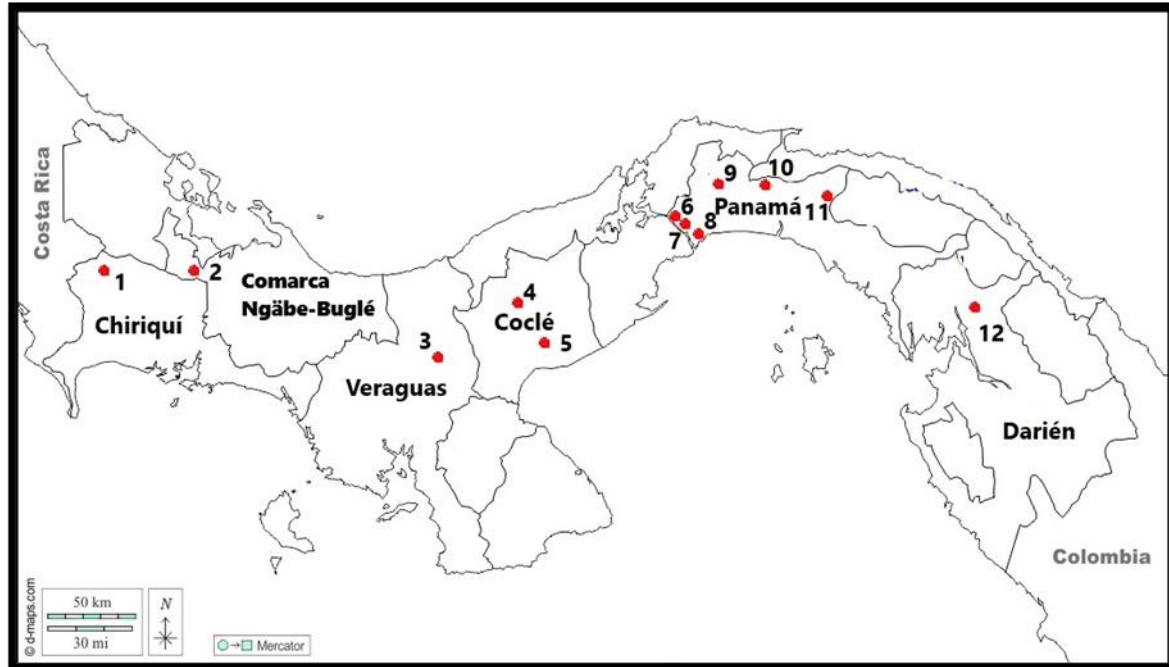 Costa Rica
1
Chiriquí
2
Comarca
Ngäbe-Buglé
3
Veraguas
4
Coclé
5
6
7
8
9
10
Panamá
11
12
Darién
Colombia
© d-maps.com
50 km
30 mi
N
Mercator